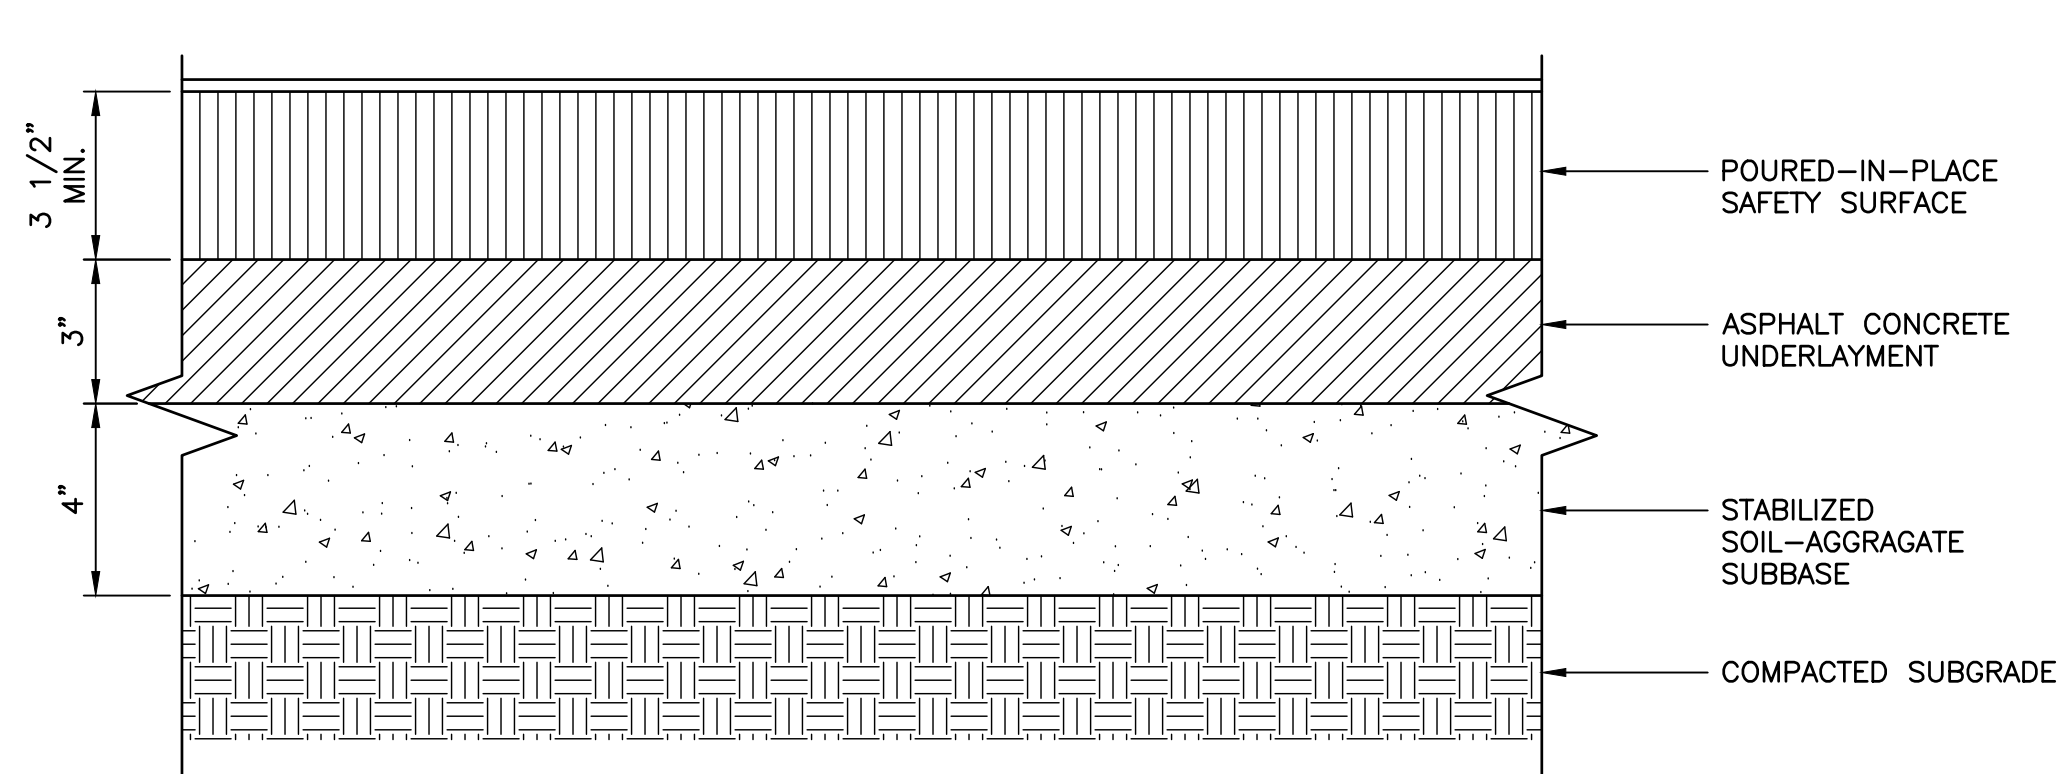 3 1/2”
MIN.
3”
4”
POURED-IN-PLACE
SAFETY SURFACE
ASPHALT CONCRETE
UNDERLAYMENT
STABILIZED
SOIL-AGGRAGATE
SUBBASE
COMPACTED SUBGRADE